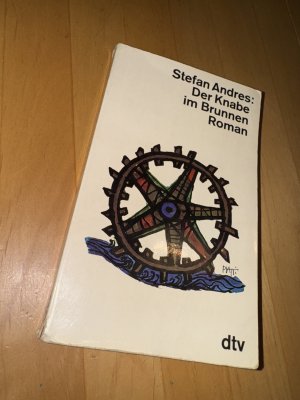 Stefan Andres:
Der Knabe
im Brunnen
Roman
dtv